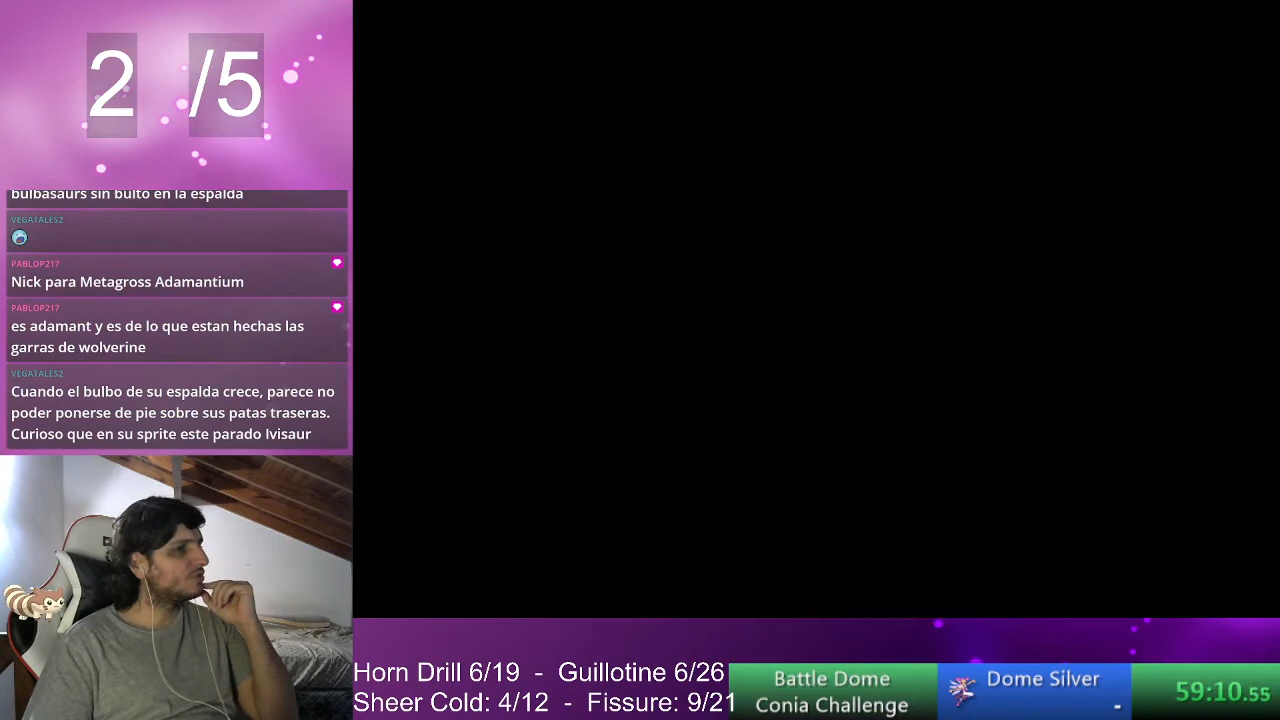 2 /5
bulbasaurs sin bulto en la espalda
VEGATALES2
PABLOP217
Nick para Metagross Adamantium
PABLOP217
es adamant y es de lo que estan hechas las
garras de wolverine
VEGATALES2
Cuando el bulbo de su espalda crece, parece no
poder ponerse de pie sobre sus patas traseras.
Curioso que en su sprite este parado Ivisaur
Horn Drill 6/19 - Guillotine 6/26
Sheer Cold: 4/12 - Fissure: 9/21
Battle Dome
Conia Challenge
Dome Silver
-
59:10.55